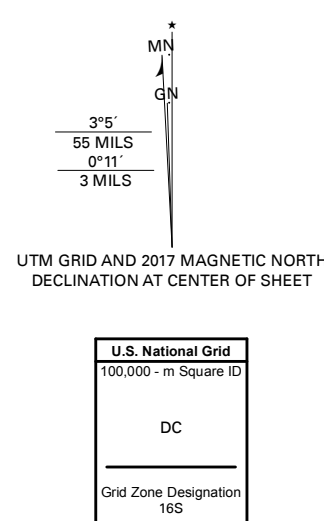 ★
MN
GN
3°5´
55 MILS
0°11´
3 MILS
UTM GRID AND 2017 MAGNETIC NORTH
DECLINATION AT CENTER OF SHEET
U.S. National Grid
100,000 - m Square ID
DC
Grid Zone Designation
16S